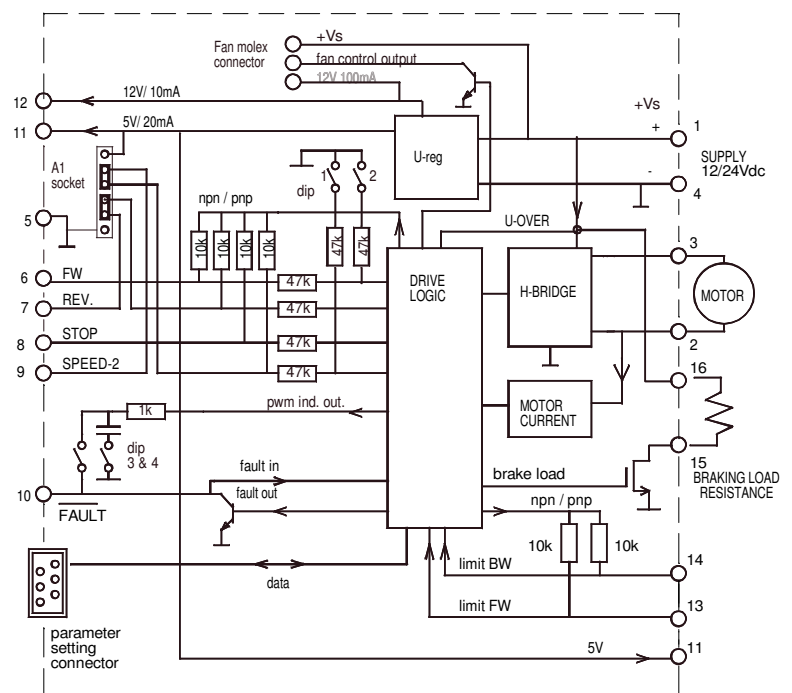 Fan molex
connector
+Vs
fan control output
12V 100mA
12
12V/ 10mA
11
5V/ 20mA
A1
socket
5
U-reg
+Vs
+
1
SUPPLY
12/24Vdc
-
4
dip
1
2
npn / pnp
10k
10k
10k
10k
47k
47k
U-OVER
3
6
FW
47k
DRIVE
LOGIC
H-BRIDGE
MOTOR
7
REV.
47k
8
STOP
47k
2
9
SPEED-2
47k
16
1k
pwm ind. out.
MOTOR
CURRENT
dip
3 & 4
15
BRAKING LOAD
RESISTANCE
fault in
brake load
10
fault out
FAULT
npn / pnp
10k
10k
limit BW
14
data
limit FW
13
parameter
setting
connector
5V
11